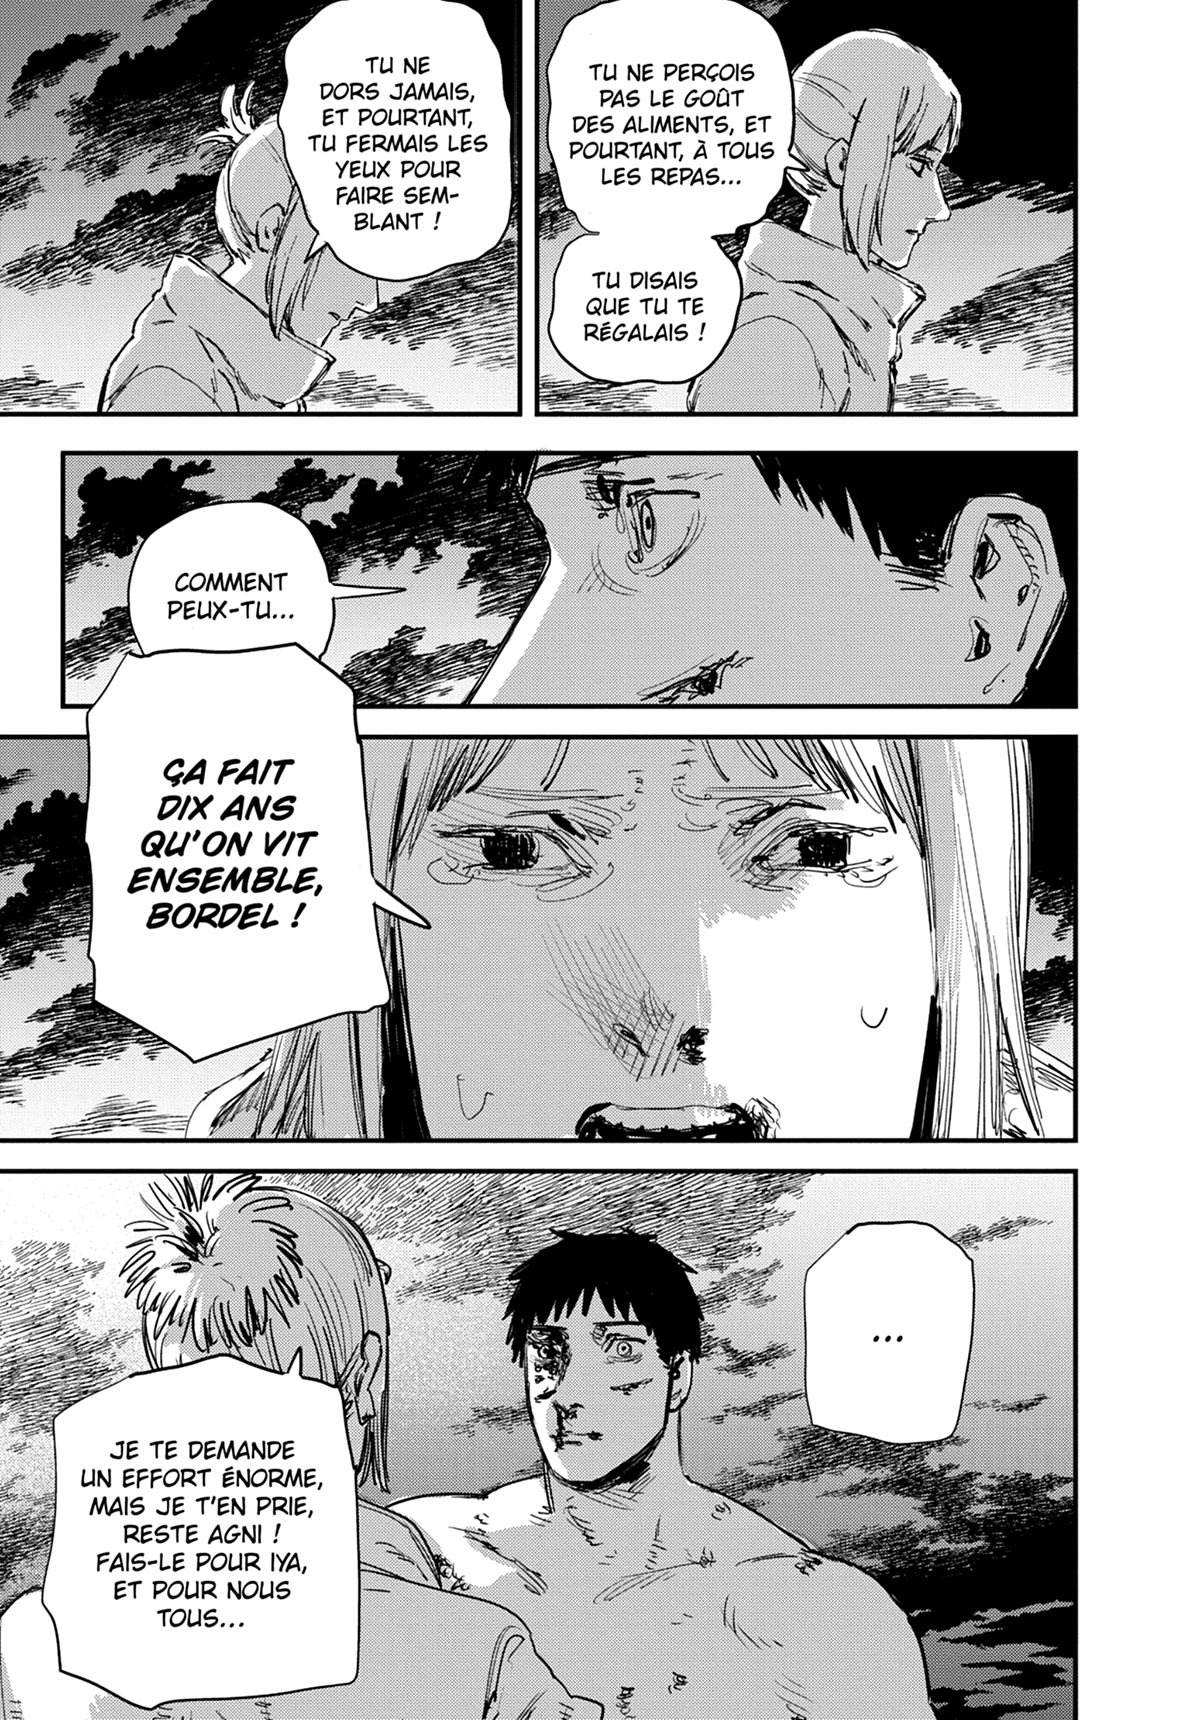 TU NE PERÇOIS
PAS LE GOÛT
DES ALIMENTS, ET
POURTANT, À TOUS
LES REPAS...
TU DISAIS
QUE TU TE
RÉGALAIS !
TU NE
DORS JAMAIS,
ET POURTANT,
TU FERMAIS LES
YEUX POUR
FAIRE SEM-
BLANT !
COMMENT
PEUX-TU...
ÇA FAIT
DIX ANS
QU'ON VIT
ENSEMBLE,
BORDEL !
...
JE TE DEMANDE
UN EFFORT ÉNORME,
MAIS JE T'EN PRIE,
RESTE AGNI !
FAIS-LE POUR IYA,
ET POUR NOUS
TOUS...